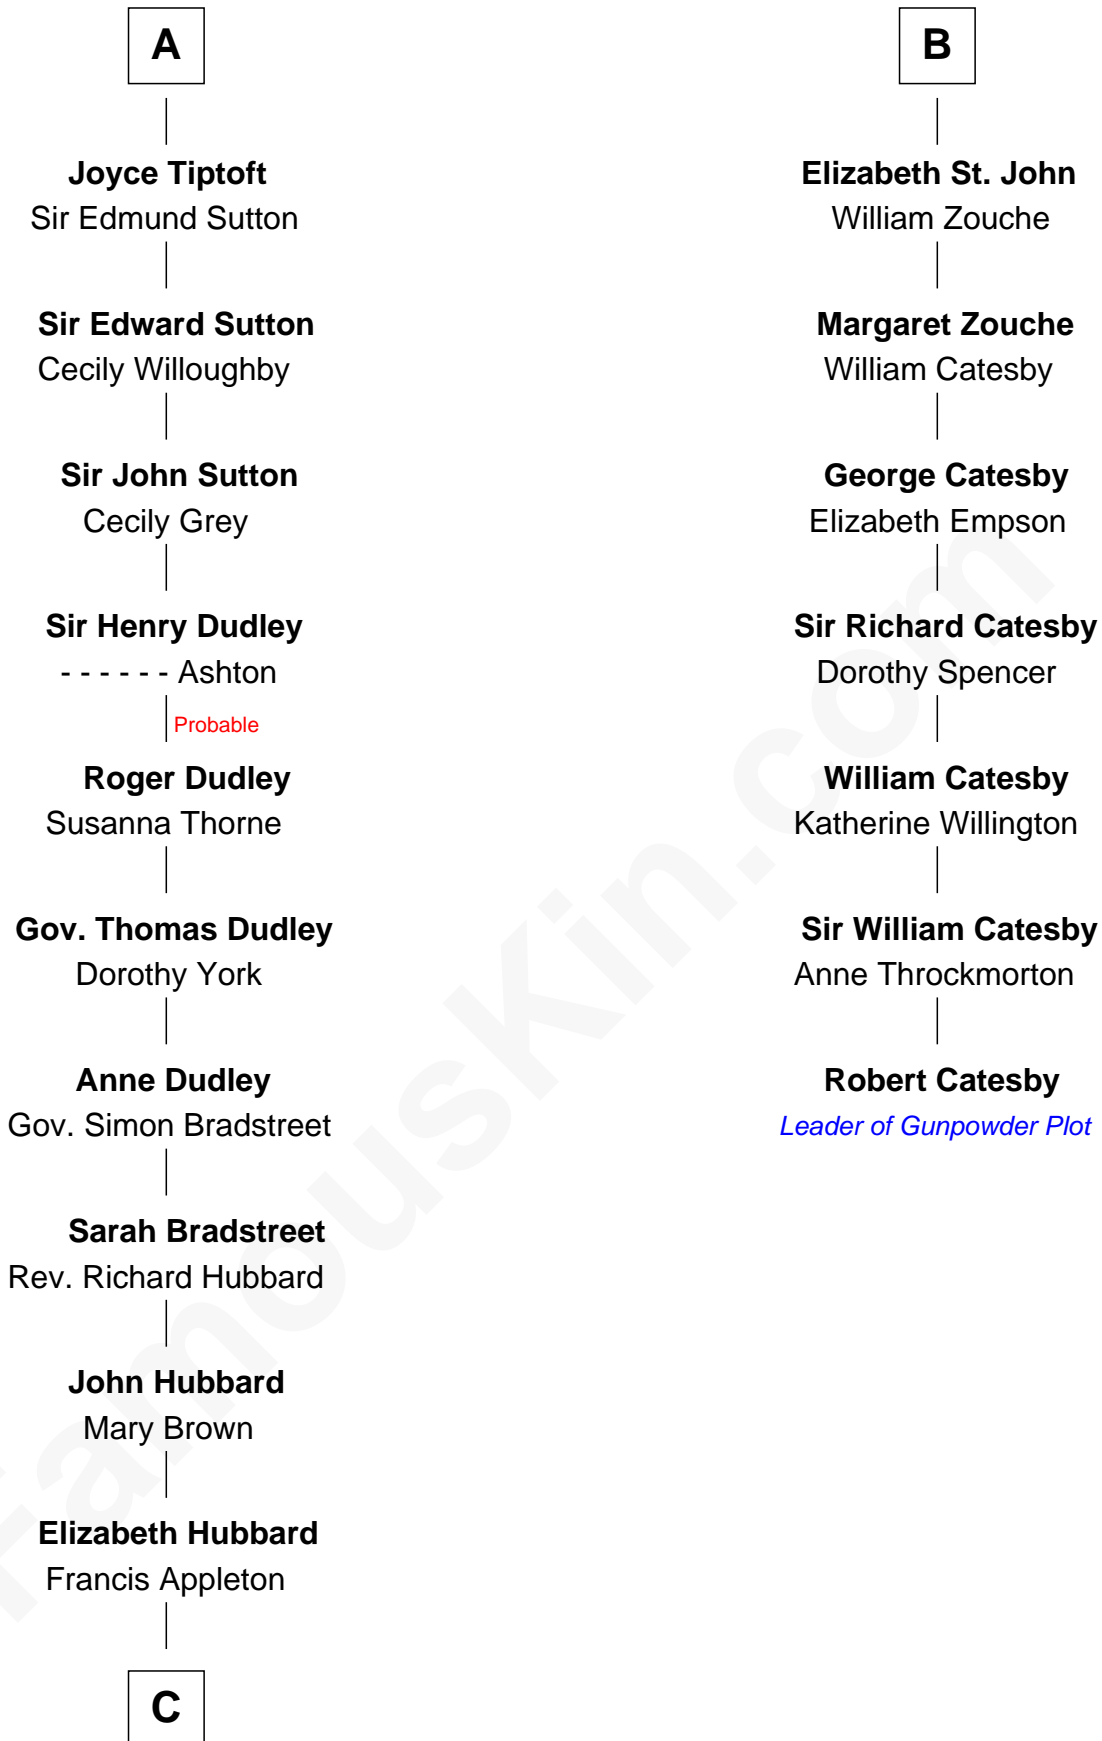 A
Joyce Tiptoft
Sir Edmund Sutton
Sir Edward Sutton
Cecily Willoughby
Sir John Sutton
Cecily Grey
Sir Henry Dudley
- - - - - - Ashton
Probable
Roger Dudley
Susanna Thorne
Gov. Thomas Dudley
Dorothy York
Anne Dudley
Gov. Simon Bradstreet
Sarah Bradstreet
Rev. Richard Hubbard
John Hubbard
Mary Brown
Elizabeth Hubbard
Francis Appleton
C
B
Elizabeth St. John
William Zouche
Margaret Zouche
William Catesby
George Catesby
Elizabeth Empson
Sir Richard Catesby
Dorothy Spencer
William Catesby
Katherine Willington
Sir William Catesby
Anne Throckmorton
Robert Catesby
Leader of Gunpowder Plot
FamousKin.com